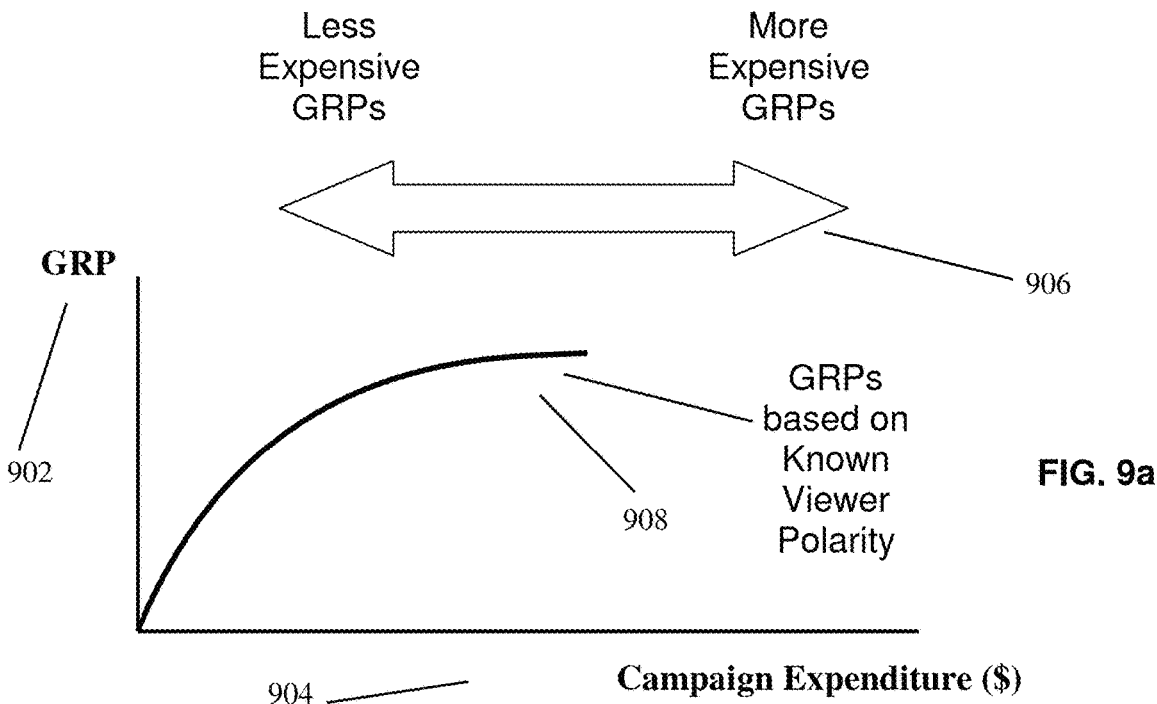 Less
Expensive
GRPs
More
Expensive
GRPs
906
GRP
902
GRPs
based on
Known
Viewer
Polarity
908
FIG. 9a
Campaign Expenditure ($)
904